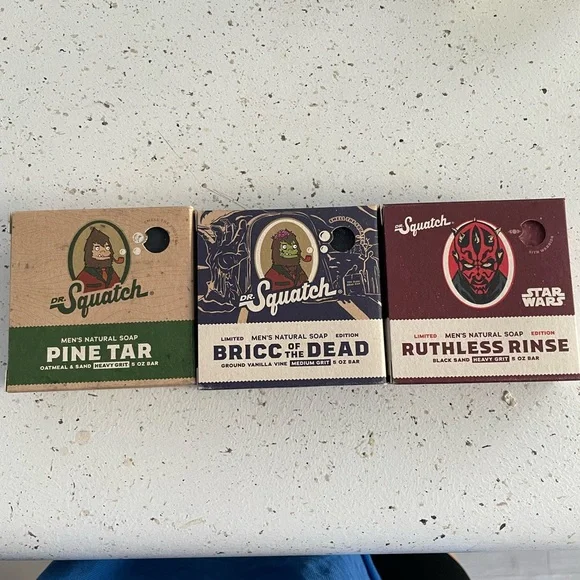 DR. Squatch®
MEN'S NATURAL SOAP
PINE TAR
OATMEAL & SAND HEAVY GRIT 5 OZ BAR
DR. Squatch®
LIMITED MEN'S NATURAL SOAP EDITION
BRICC OF THE DEAD
GROUND VANILLA VINE MEDIUM GRIT 5 OZ BAR
DR. Squatch®
STAR WARS
LIMITED MEN'S NATURAL SOAP EDITION
RUTHLESS RINSE
BLACK SAND HEAVY GRIT 5 OZ BAR